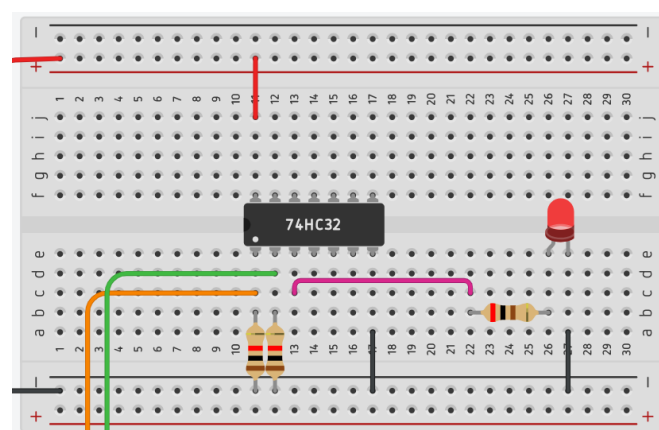 − −
+ +
1 2 3 4 5 6 7 8 9 10 11 12 13 14 15 16 17 18 19 20 21 22 23 24 25 26 27 28 29 30
j j
i i
h h
g g
f f
74HC32
e e
d d
c c
b b
a a
1 2 3 4 5 6 7 8 9 10 11 12 13 14 15 16 17 18 19 20 21 22 23 24 25 26 27 28 29 30
− −
+ +